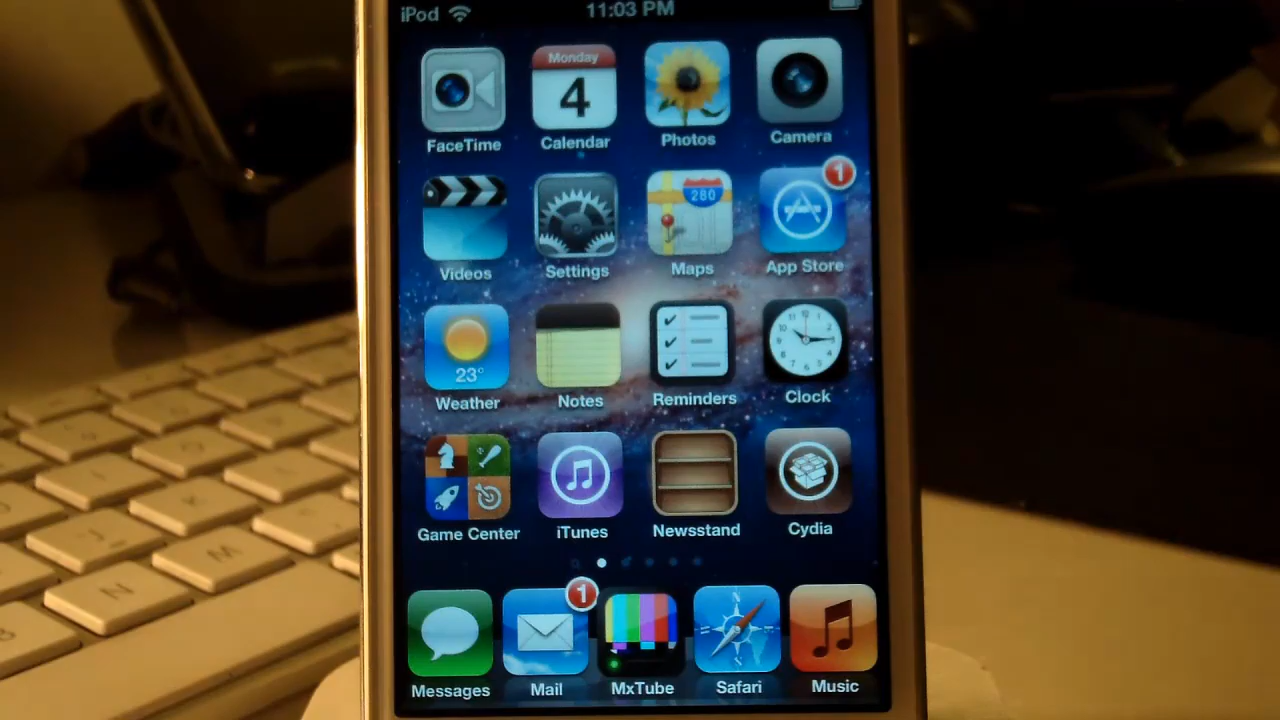 iPod 11:03 PM
Monday
4
FaceTime Calendar Photos Camera
280
1
Videos Settings Maps App Store
23°
Weather Notes Reminders Clock
Game Center iTunes Newsstand Cydia
1
Messages Mail MxTube Safari Music
N
M
K